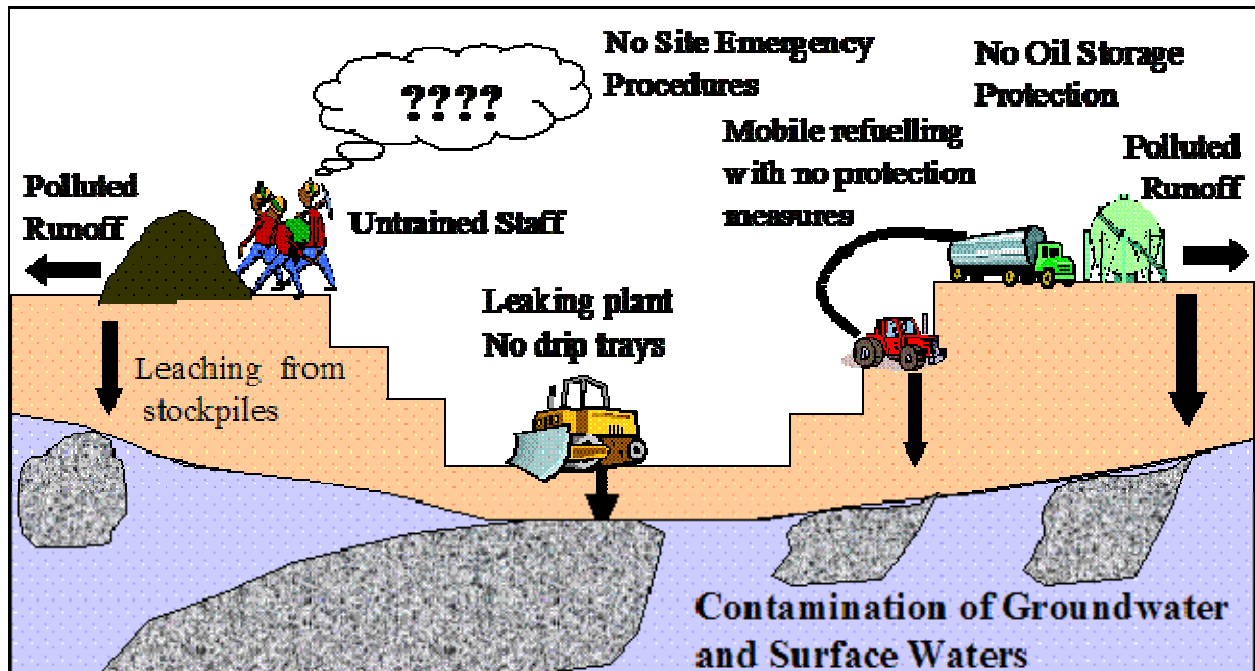 No Site Emergency
Procedures
????
No Oil Storage
Protection
Mobile refuelling
with no protection
measures
Polluted
Runoff
Polluted
Runoff
Untrained Staff
Leaking plant
No drip trays
Leaching from
stockpiles
Contamination of Groundwater
and Surface Waters